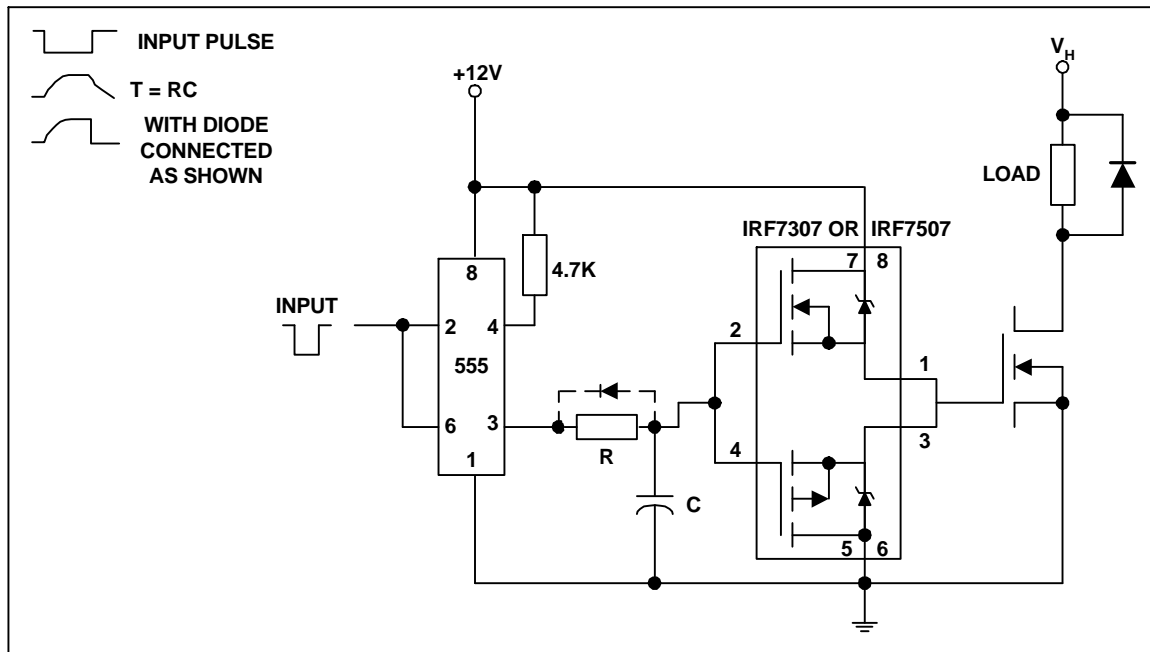 INPUT PULSE
T = RC
WITH DIODE
CONNECTED
AS SHOWN
+12V
VH
LOAD
IRF7307 OR IRF7507
7 8
8
4.7K
INPUT
2
4
2
1
555
6
3
3
4
1
R
C
5 6